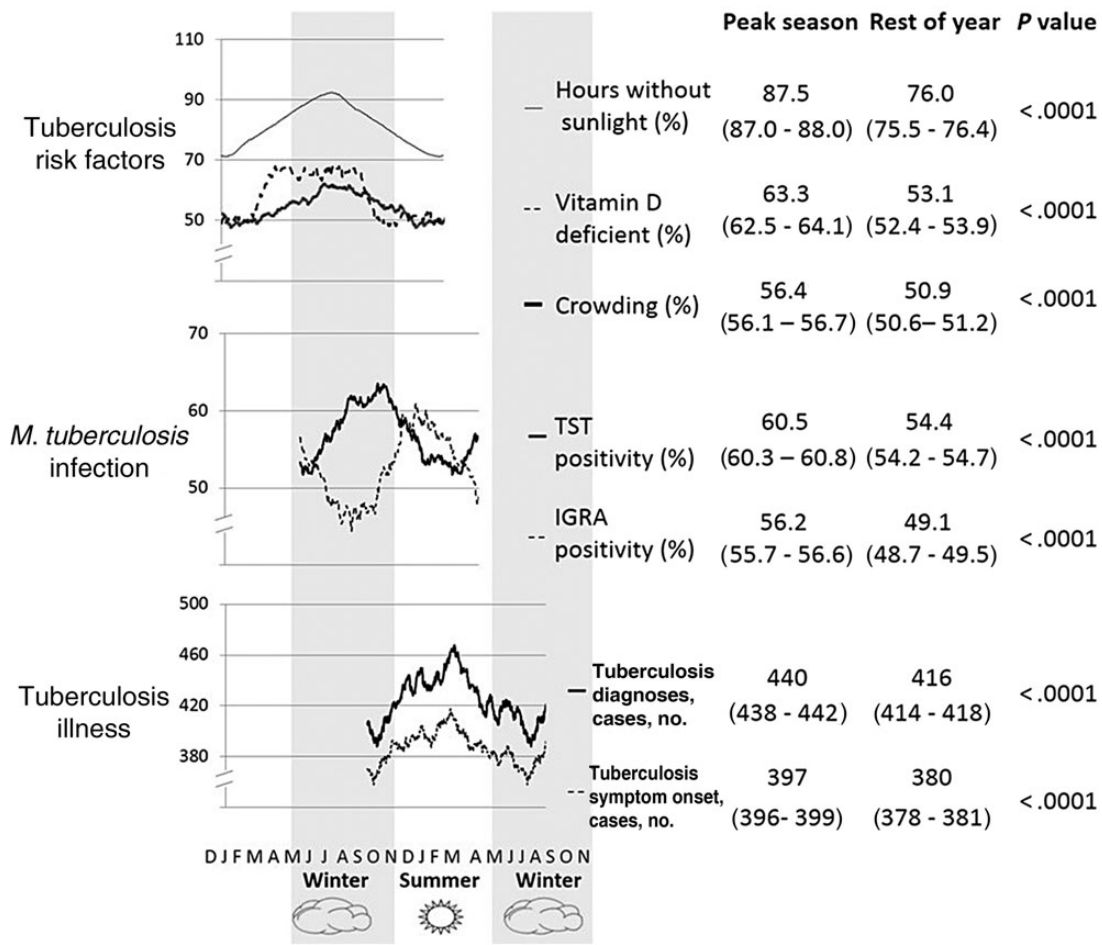 Peak season Rest of year P value
110
90
70
50
Tuberculosis
risk factors
Hours without
sunlight (%)
87.5 76.0
(87.0 - 88.0) (75.5 - 76.4)
<.0001
Vitamin D
deficient (%)
63.3 53.1
(62.5 - 64.1) (52.4 - 53.9)
<.0001
Crowding (%)
56.4 50.9
(56.1 – 56.7) (50.6– 51.2)
<.0001
70
60
50
M. tuberculosis
infection
TST
positivity (%)
60.5 54.4
(60.3 – 60.8) (54.2 - 54.7)
<.0001
IGRA
positivity (%)
56.2 49.1
(55.7 - 56.6) (48.7 - 49.5)
<.0001
500
460
420
380
Tuberculosis
illness
Tuberculosis
diagnoses,
cases, no.
440 416
(438 - 442) (414 - 418)
<.0001
Tuberculosis
symptom onset,
cases, no.
397 380
(396- 399) (378 - 381)
<.0001
D J F M A M J J A S O N D J F M A M J J A S O N
Winter Summer Winter